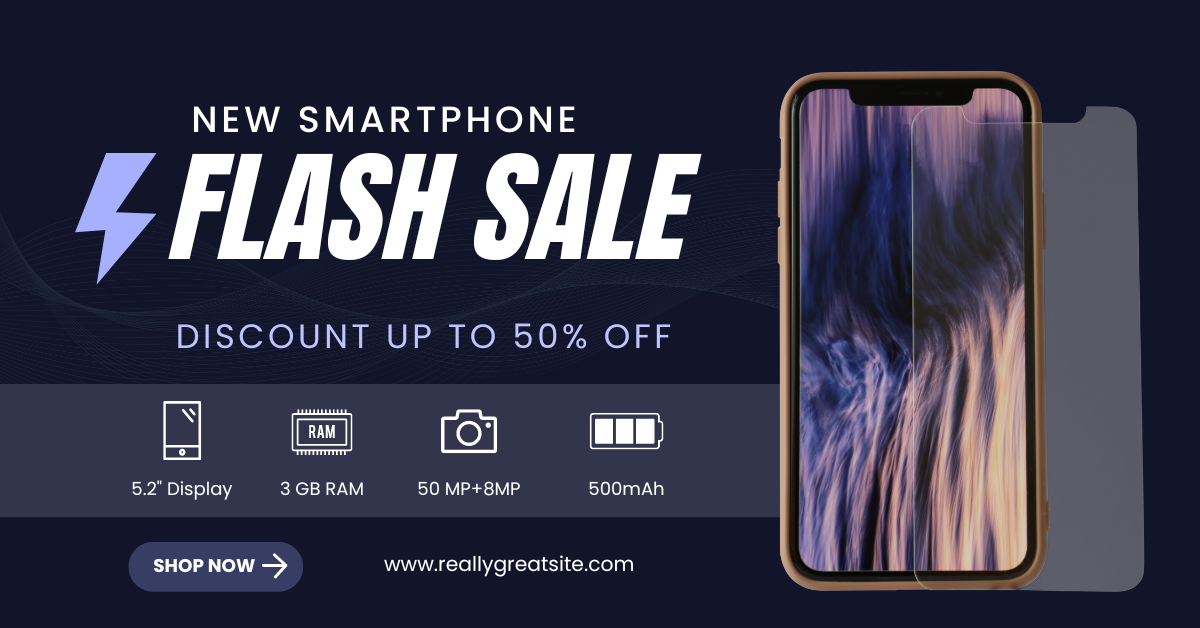 NEW SMARTPHONE
FLASH SALE
DISCOUNT UP TO 50% OFF
RAM
5.2" Display
3 GB RAM
50 MP+8MP
500mAh
SHOP NOW
www.reallygreatsite.com